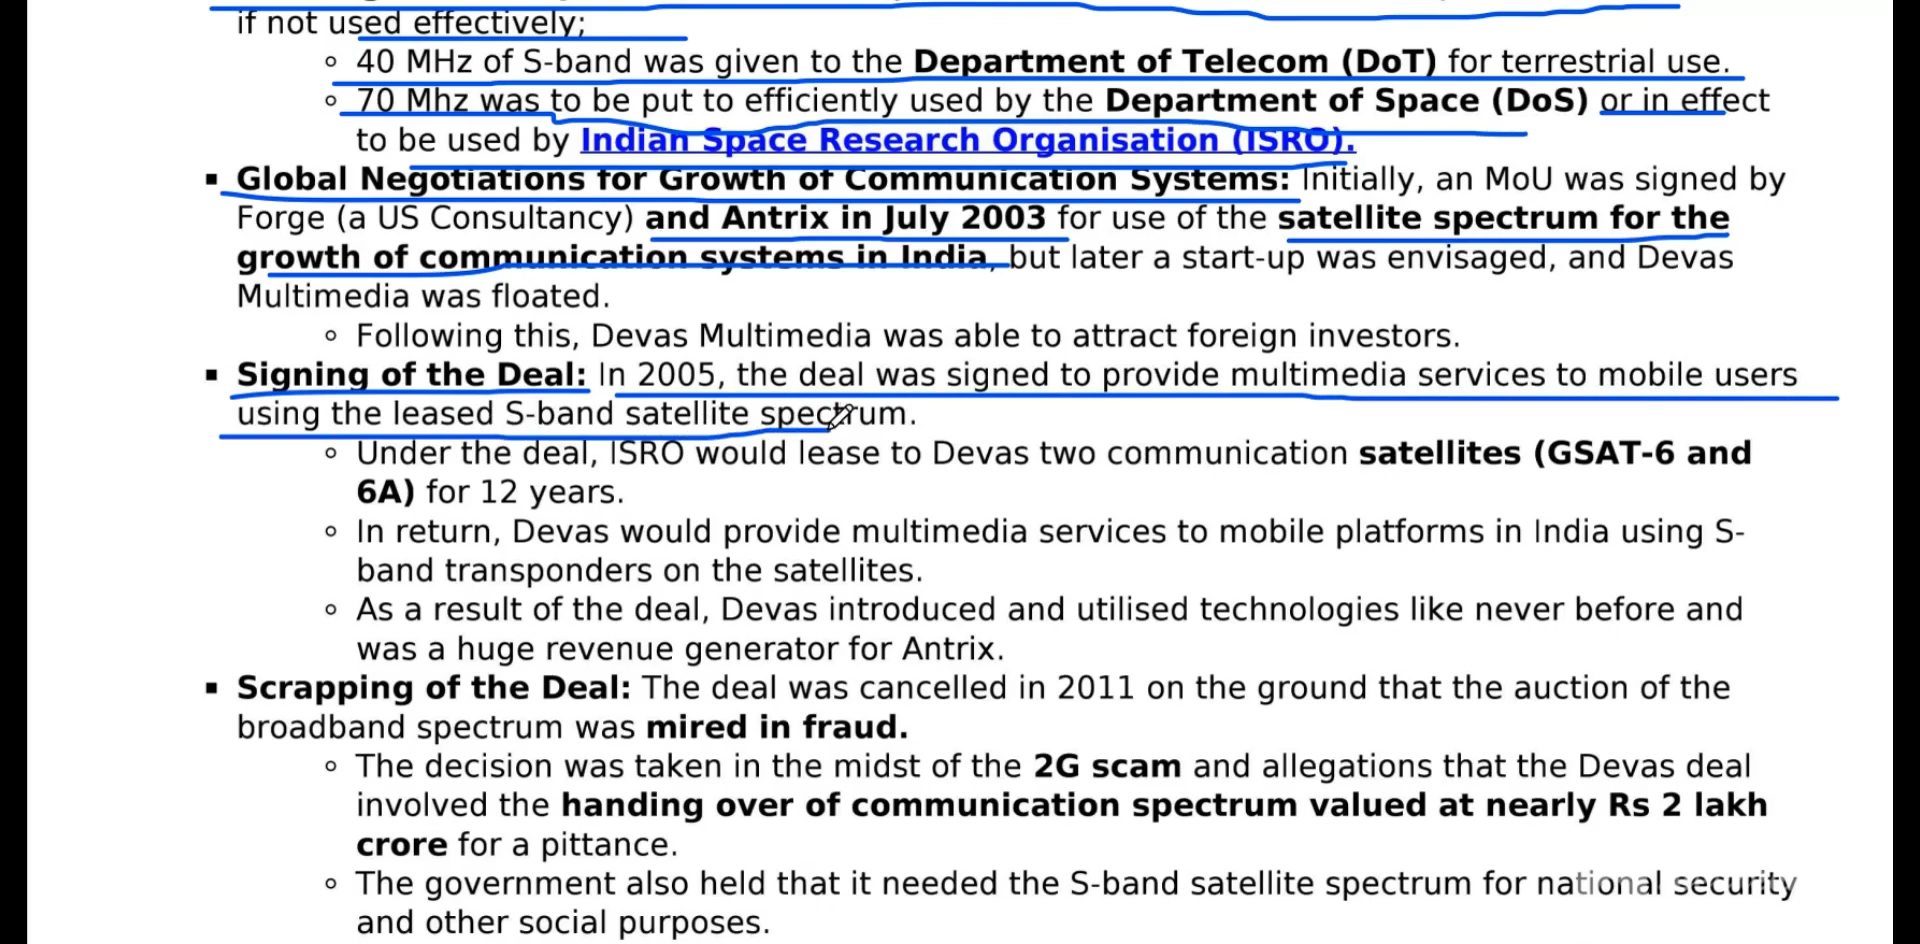 if not used effectively;
◦ 40 MHz of S-band was given to the Department of Telecom (DoT) for terrestrial use.
◦ 70 Mhz was to be put to efficiently used by the Department of Space (DoS) or in effect
to be used by Indian Space Research Organisation (ISRO).
▪ Global Negotiations for Growth of Communication Systems: Initially, an MoU was signed by
Forge (a US Consultancy) and Antrix in July 2003 for use of the satellite spectrum for the
growth of communication systems in India, but later a start-up was envisaged, and Devas
Multimedia was floated.
◦ Following this, Devas Multimedia was able to attract foreign investors.
▪ Signing of the Deal: In 2005, the deal was signed to provide multimedia services to mobile users
using the leased S-band satellite spectrum.
◦ Under the deal, ISRO would lease to Devas two communication satellites (GSAT-6 and
6A) for 12 years.
◦ In return, Devas would provide multimedia services to mobile platforms in India using S-
band transponders on the satellites.
◦ As a result of the deal, Devas introduced and utilised technologies like never before and
was a huge revenue generator for Antrix.
▪ Scrapping of the Deal: The deal was cancelled in 2011 on the ground that the auction of the
broadband spectrum was mired in fraud.
◦ The decision was taken in the midst of the 2G scam and allegations that the Devas deal
involved the handing over of communication spectrum valued at nearly Rs 2 lakh
crore for a pittance.
◦ The government also held that it needed the S-band satellite spectrum for national security
and other social purposes.